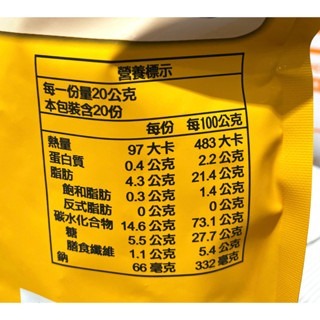 營養標示
每一份量20公克
本包裝含20份
每份 每100公克
熱量 97 大卡 483 大卡
蛋白質 0.4 公克 2.2 公克
脂肪 4.3 公克 21.4 公克
飽和脂肪 0.3 公克 1.4 公克
反式脂肪 0 公克 0 公克
碳水化合物 14.6 公克 73.1 公克
糖 5.5 公克 27.7 公克
膳食纖維 1.1 公克 5.4 公克
鈉 66 毫克 332 毫克